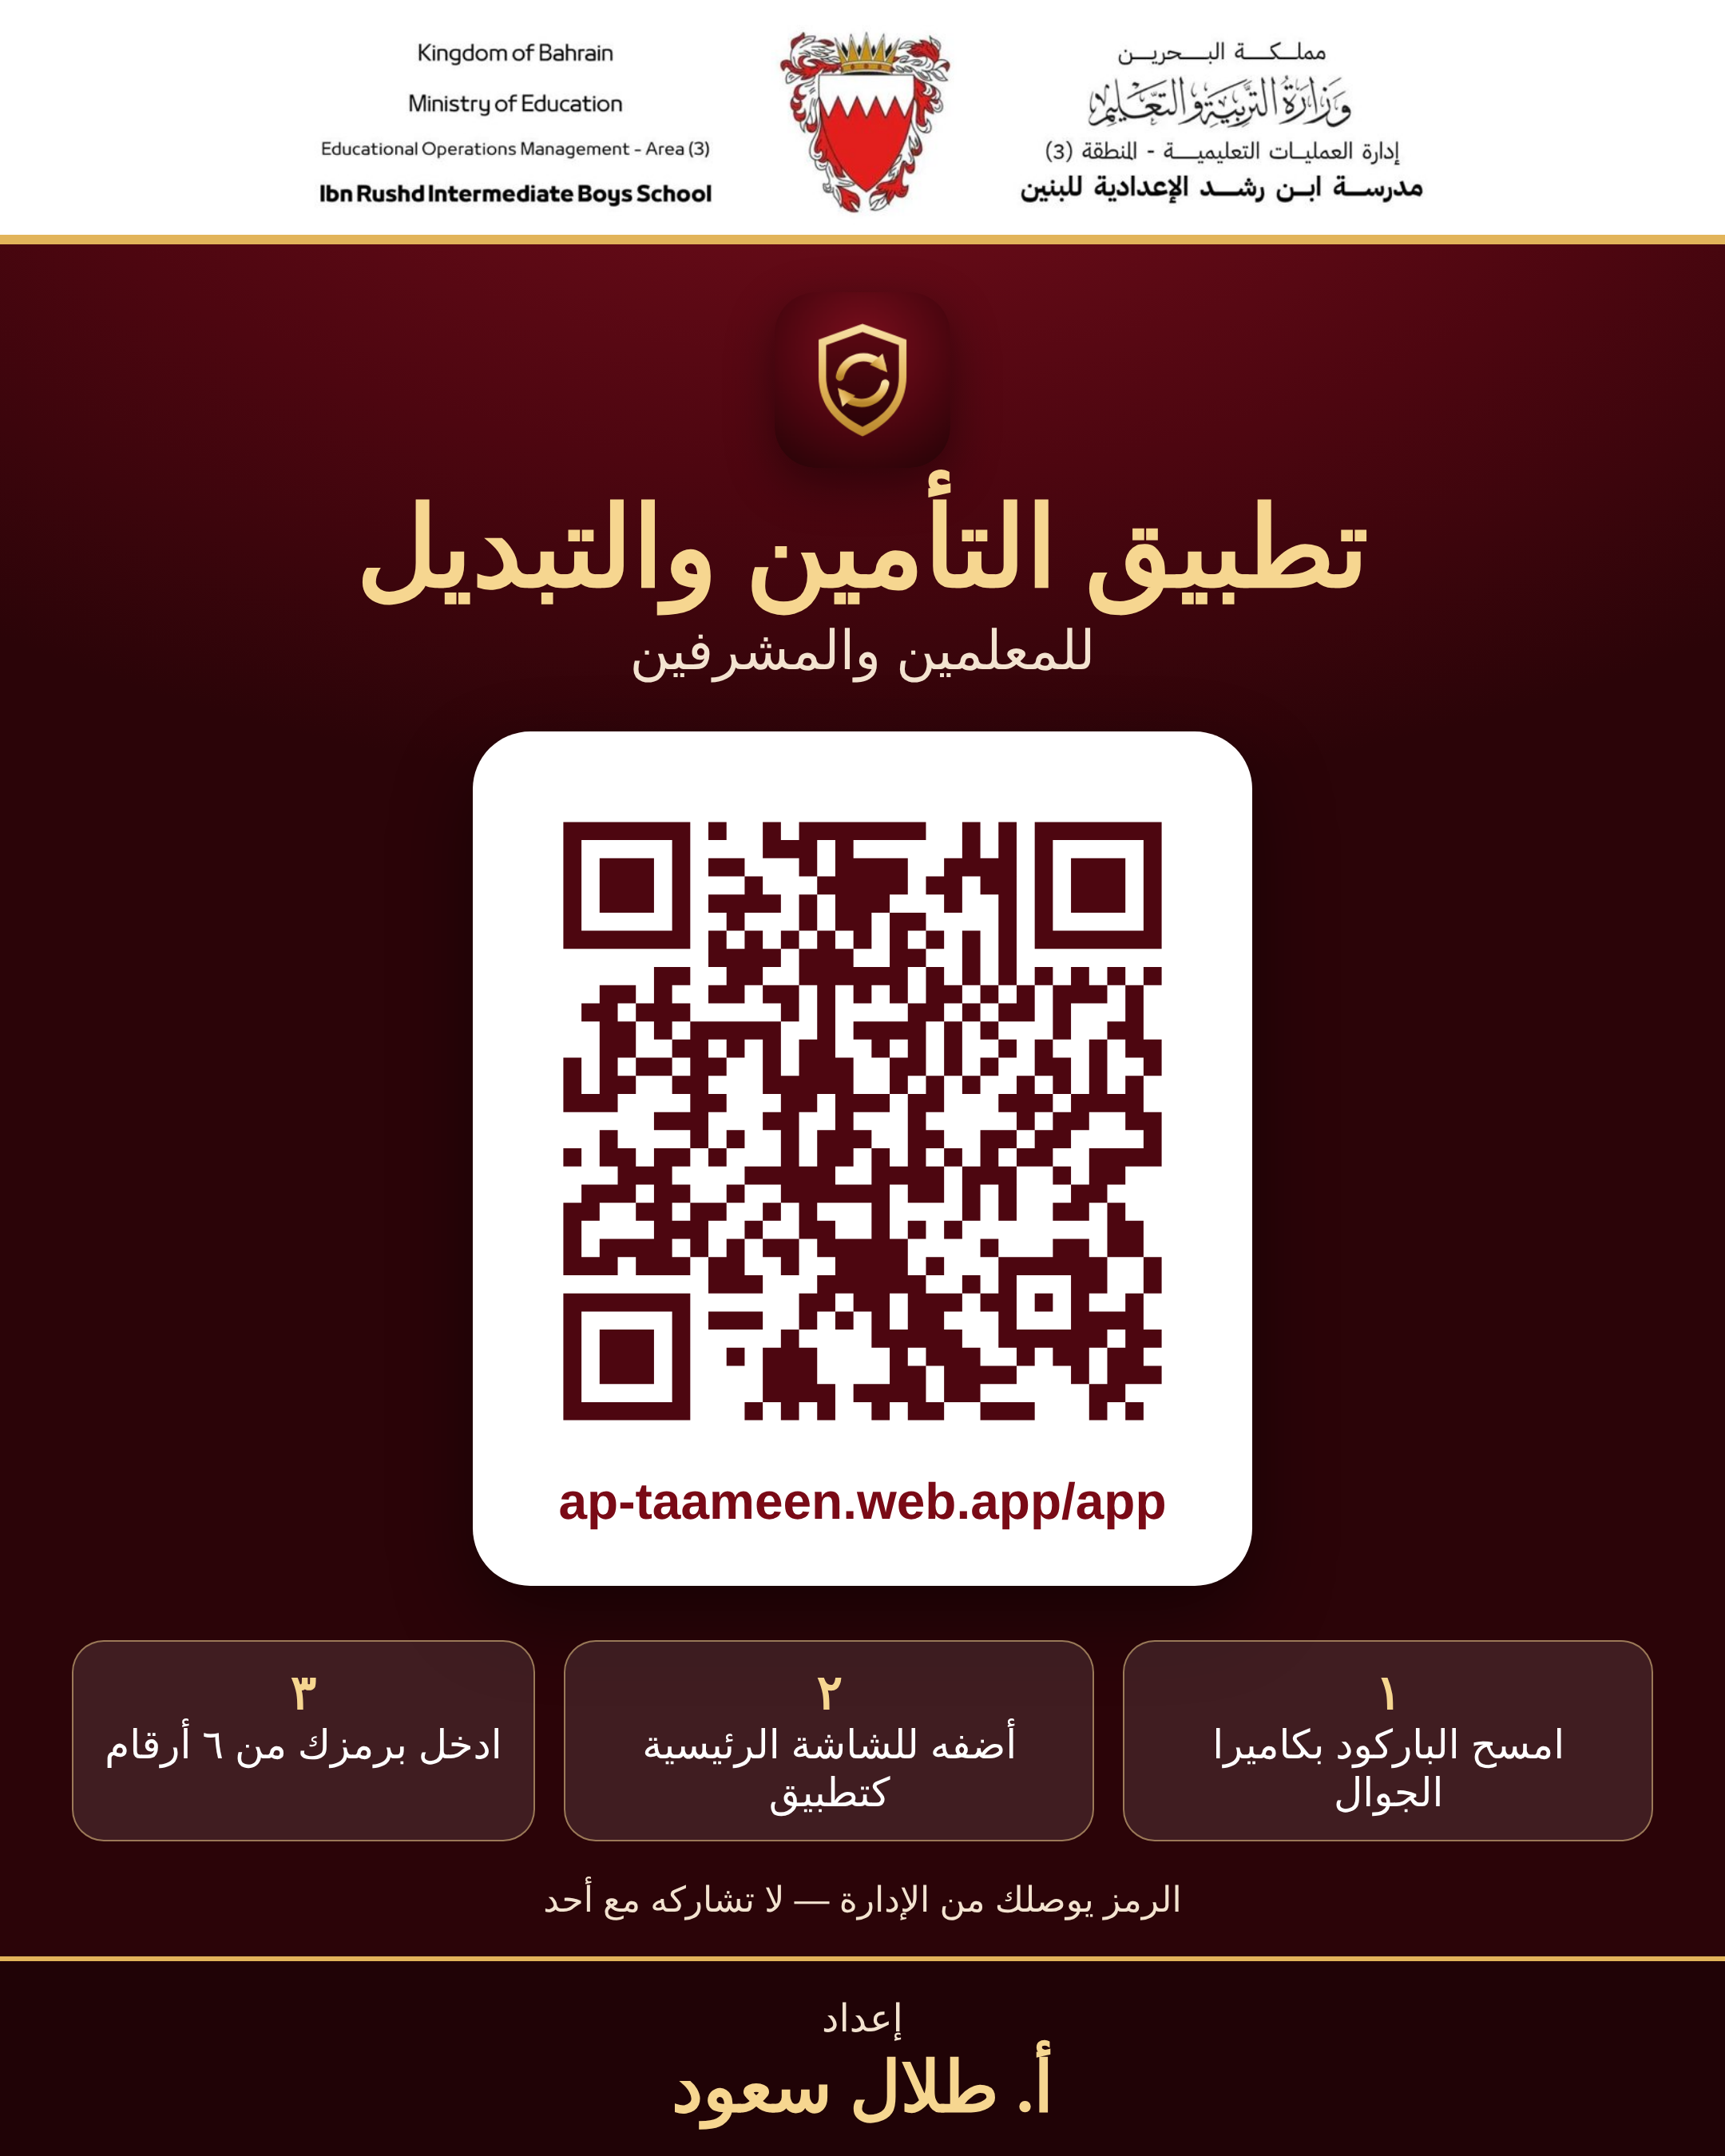 مملكة البحرين
وزارة التربية والتعليم
إدارة العمليات التعليمية - المنطقة (3)
مدرسة ابن رشد الإعدادية للبنين
Kingdom of Bahrain
Ministry of Education
Educational Operations Management - Area (3)
Ibn Rushd Intermediate Boys School
تطبيق التأمين والتبديل
للمعلمين والمشرفين
ap-taameen.web.app/app
١
امسح الباركود بكاميرا
الجوال
٢
أضفه للشاشة الرئيسية
كتطبيق
٣
ادخل برمزك من ٦ أرقام
الرمز يوصلك من الإدارة — لا تشاركه مع أحد
إعداد
أ. طلال سعود